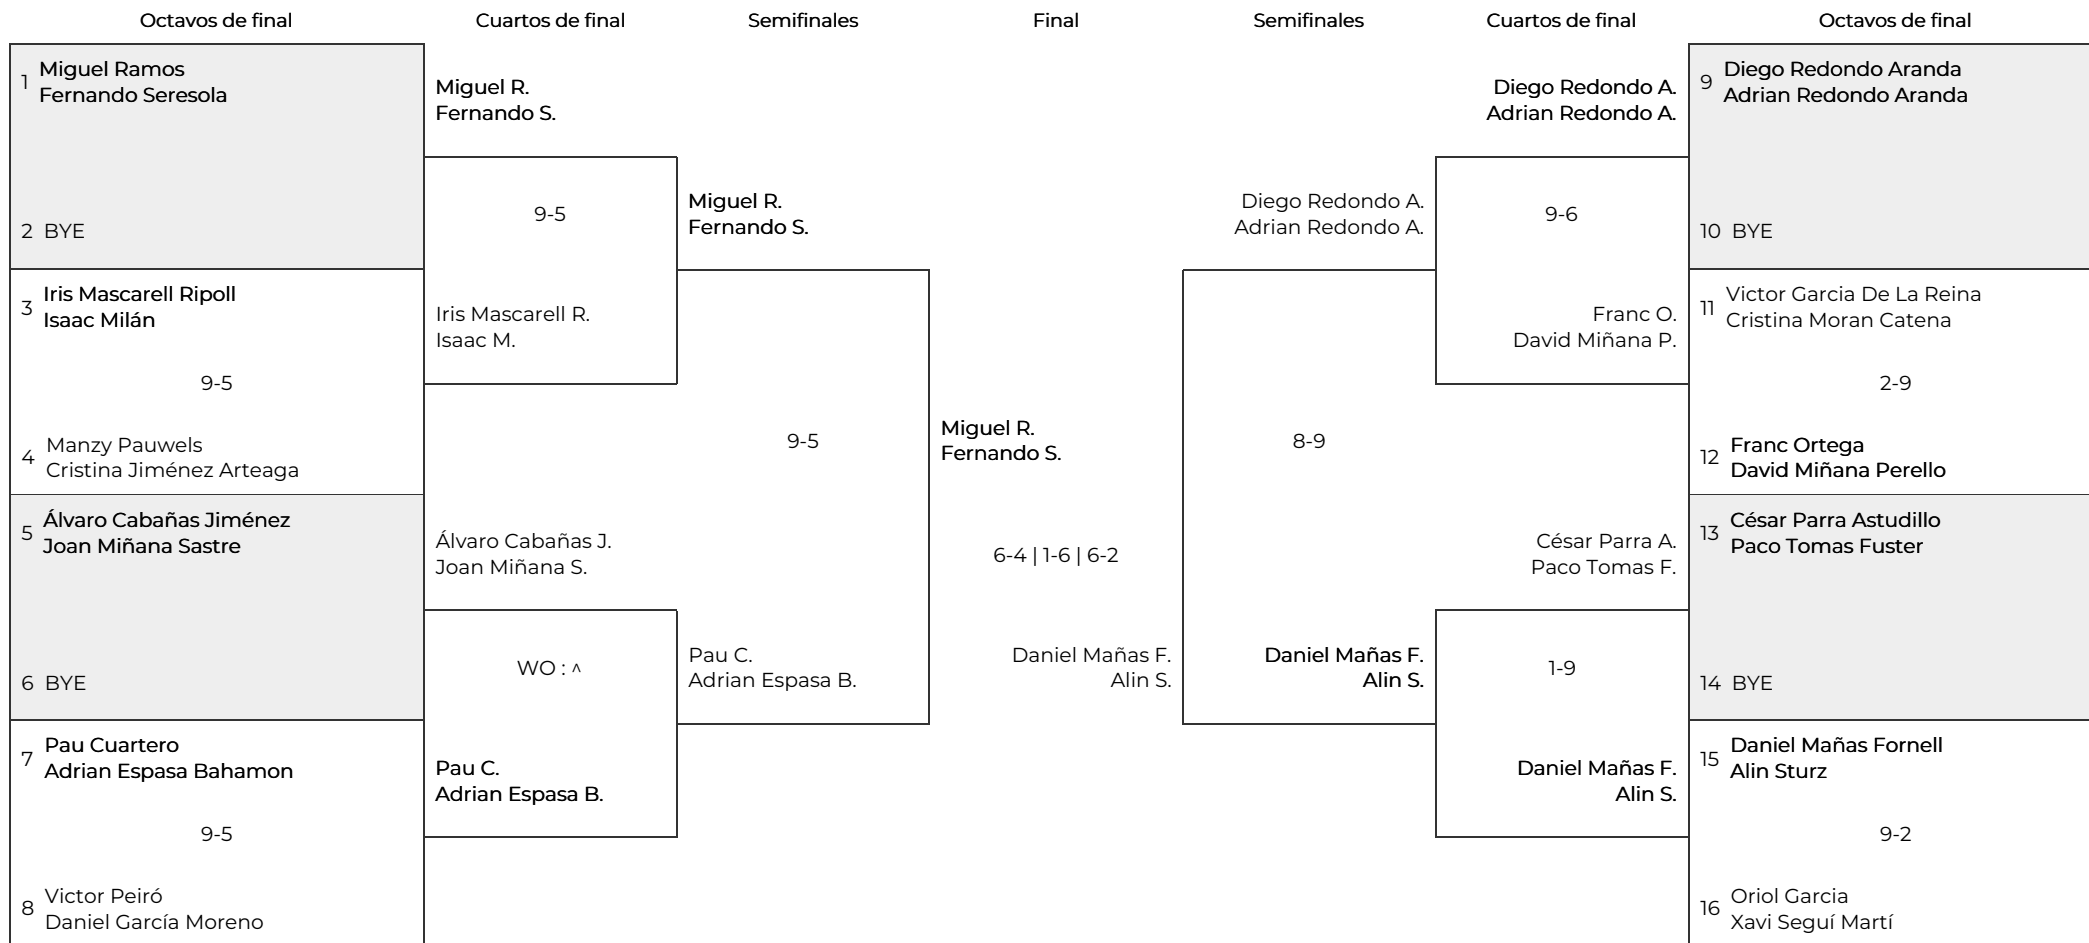 Octavos de final
Cuartos de final
Semifinales
Final
Semifinales
Cuartos de final
Octavos de final
1
Miguel Ramos
Fernando Seresola
2 BYE
3
Iris Mascarell Ripoll
Isaac Milán
9-5
4
Manzy Pauwels
Cristina Jiménez Arteaga
5
Álvaro Cabañas Jiménez
Joan Miñana Sastre
6 BYE
7
Pau Cuartero
Adrian Espasa Bahamon
9-5
8
Victor Peiró
Daniel García Moreno
Miguel R.
Fernando S.
9-5
Iris Mascarell R.
Isaac M.
Álvaro Cabañas J.
Joan Miñana S.
WO : ^
Pau C.
Adrian Espasa B.
Miguel R.
Fernando S.
9-5
Pau C.
Adrian Espasa B.
Miguel R.
Fernando S.
6-4 | 1-6 | 6-2
Daniel Mañas F.
Alin S.
Diego Redondo A.
Adrian Redondo A.
8-9
Daniel Mañas F.
Alin S.
Diego Redondo A.
Adrian Redondo A.
9-6
Franc O.
David Miñana P.
César Parra A.
Paco Tomas F.
1-9
Daniel Mañas F.
Alin S.
9
Diego Redondo Aranda
Adrian Redondo Aranda
10 BYE
11
Victor Garcia De La Reina
Cristina Moran Catena
2-9
12
Franc Ortega
David Miñana Perello
13
César Parra Astudillo
Paco Tomas Fuster
14 BYE
15
Daniel Mañas Fornell
Alin Sturz
9-2
16
Oriol Garcia
Xavi Seguí Martí